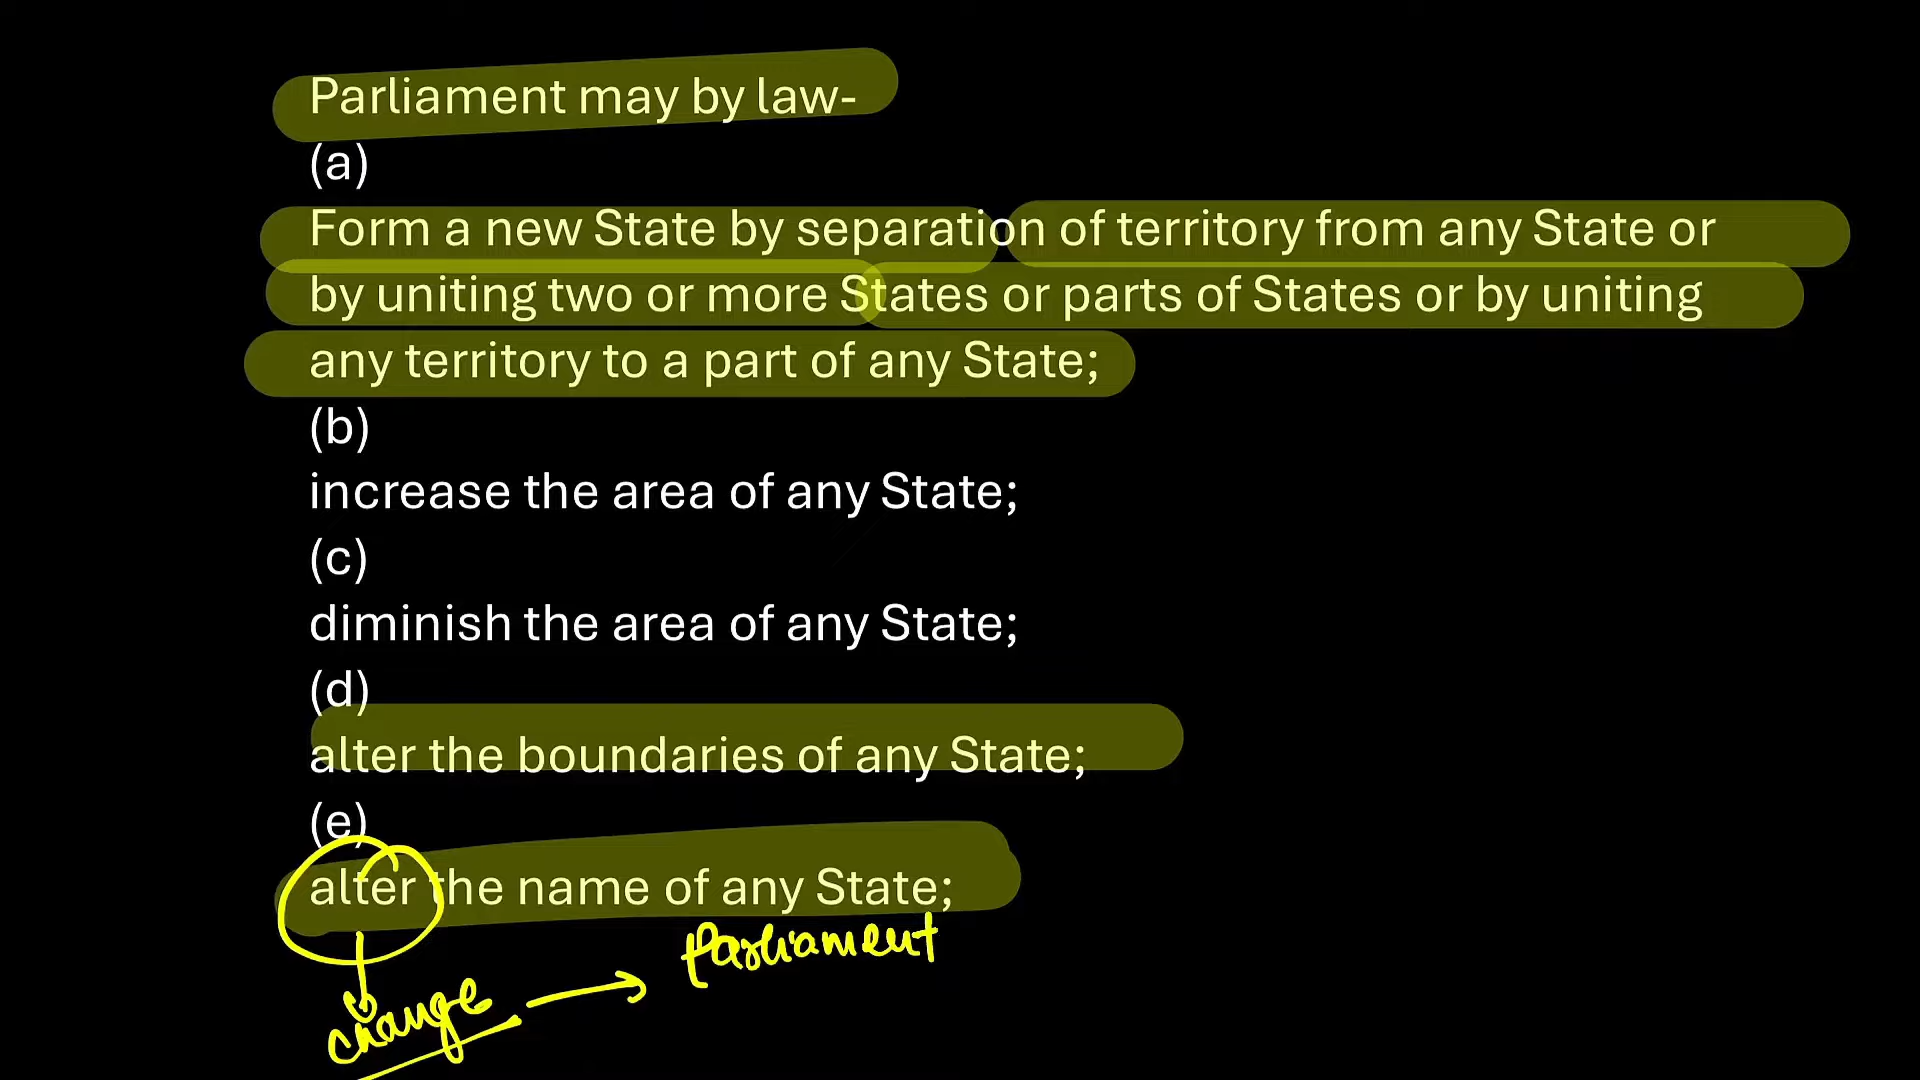 Parliament may by law-
(a)
Form a new State by separation of territory from any State or
by uniting two or more States or parts of States or by uniting
any territory to a part of any State;
(b)
increase the area of any State;
(c)
diminish the area of any State;
(d)
alter the boundaries of any State;
(e)
alter the name of any State;
change → Parliament